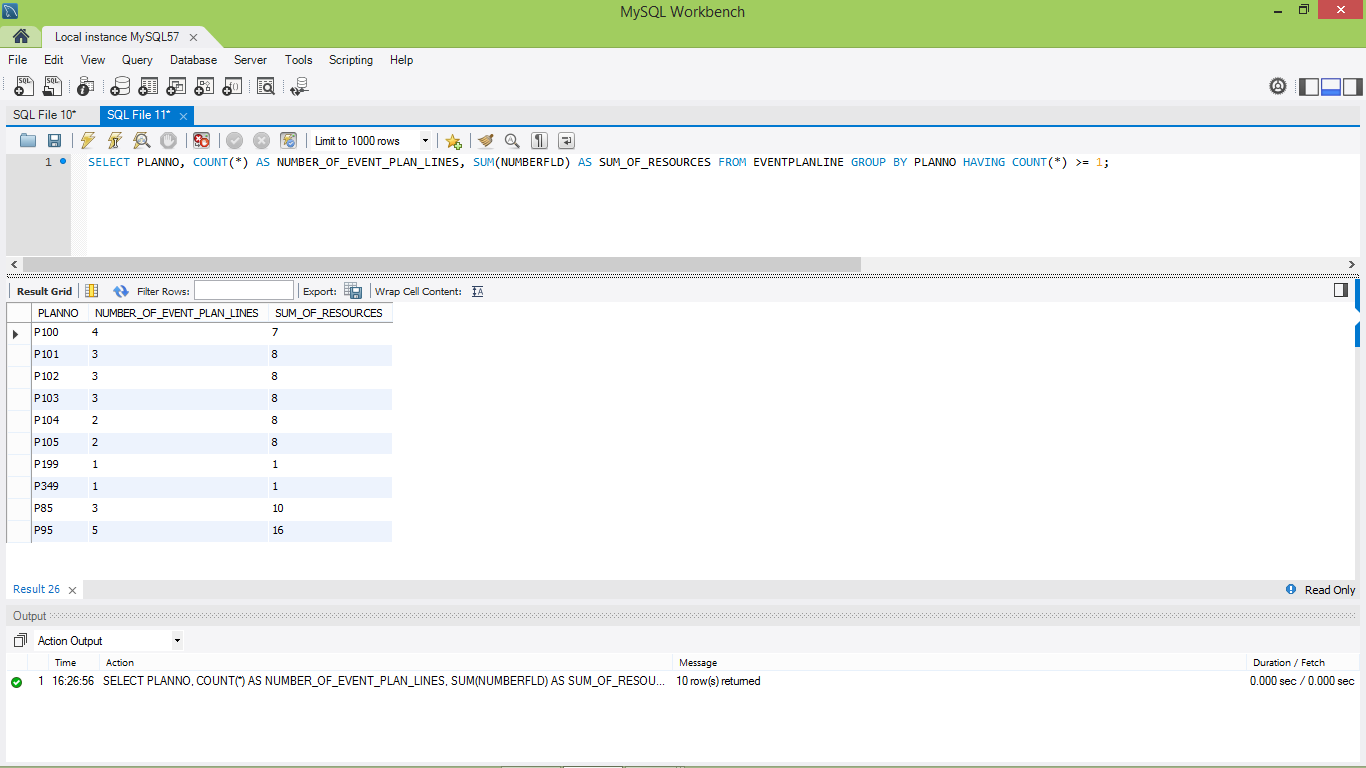 MySQL Workbench
Local instance MySQL57
File Edit View Query Database Server Tools Scripting Help
SQL File 10* SQL File 11*
Limit to 1000 rows
1 SELECT PLANNO, COUNT(*) AS NUMBER_OF_EVENT_PLAN_LINES, SUM(NUMBERFLD) AS SUM_OF_RESOURCES FROM EVENTPLANLINE GROUP BY PLANNO HAVING COUNT(*) >= 1;
Result Grid Filter Rows: Export: Wrap Cell Content:
PLANNO NUMBER_OF_EVENT_PLAN_LINES SUM_OF_RESOURCES
P100 4 7
P101 3 8
P102 3 8
P103 3 8
P104 2 8
P105 2 8
P199 1 1
P349 1 1
P85 3 10
P95 5 16
Result 26 Read Only
Output
Action Output
Time Action Message Duration / Fetch
1 16:26:56 SELECT PLANNO, COUNT(*) AS NUMBER_OF_EVENT_PLAN_LINES, SUM(NUMBERFLD) AS SUM_OF_RESOU... 10 row(s) returned 0.000 sec / 0.000 sec